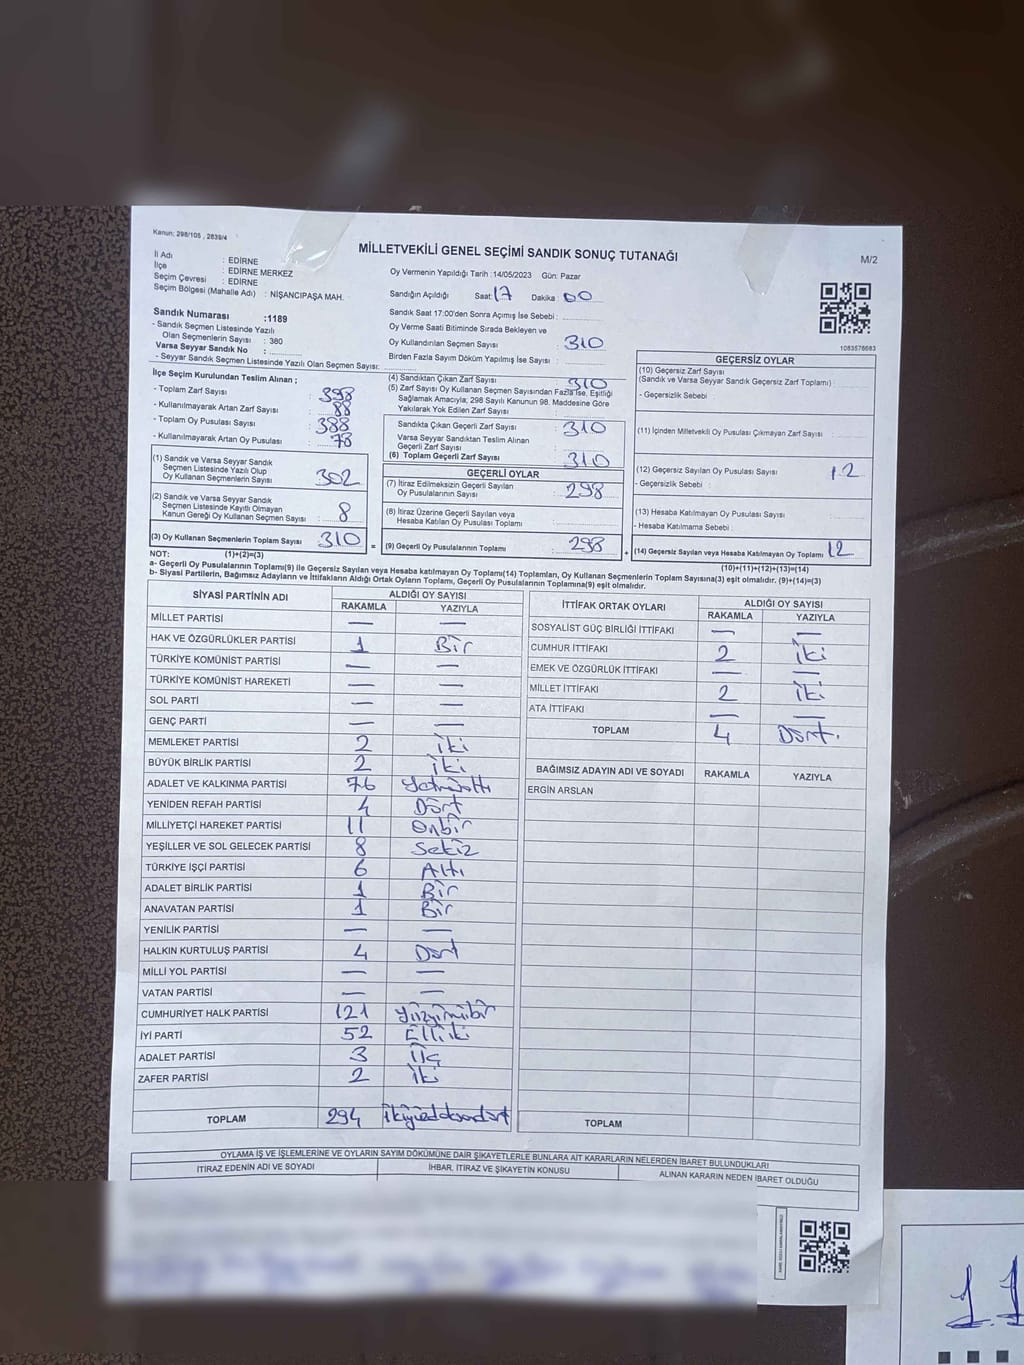 Kanun: 298/105 , 2839/4
MİLLETVEKİLİ GENEL SEÇİMİ SANDIK SONUÇ TUTANAĞI
M/2
İl Adı : EDİRNE
İlçe : EDİRNE MERKEZ
Seçim Çevresi : EDİRNE
Seçim Bölgesi (Mahalle Adı) : NİŞANCIPAŞA MAH.
Oy Vermenin Yapıldığı Tarih :14/05/2023 Gün: Pazar
Sandığın Açıldığı Saat: 17 Dakika: 00
Sandık Saat 17:00'den Sonra Açımış İse Sebebi :
Oy Verme Saati Bitiminde Sırada Bekleyen ve
Oy Kullandırılan Seçmen Sayısı : 310
Birden Fazla Sayım Döküm Yapılmış İse Sayısı :
Sandık Numarası :1189
- Sandık Seçmen Listesinde Yazılı
Olan Seçmenlerin Sayısı : 380
Varsa Seyyar Sandık No :
- Seyyar Sandık Seçmen Listesinde Yazılı Olan Seçmen Sayısı:
1083576683
İlçe Seçim Kurulundan Teslim Alınan ;
- Toplam Zarf Sayısı : 398
- Kullanılmayarak Artan Zarf Sayısı : 88
- Toplam Oy Pusulası Sayısı : 388
- Kullanılmayarak Artan Oy Pusulası : 78
(1) Sandık ve Varsa Seyyar Sandık
Seçmen Listesinde Yazılı Olup
Oy Kullanan Seçmenlerin Sayısı : 302
(2) Sandık ve Varsa Seyyar Sandık
Seçmen Listesinde Kayıtlı Olmayan
Kanun Gereği Oy Kullanan Seçmen Sayısı : 8
(3) Oy Kullanan Seçmenlerin Toplam Sayısı : 310 =
(4) Sandıktan Çıkan Zarf Sayısı : 310
(5) Zarf Sayısı Oy Kullanan Seçmen Sayısından Fazla İse, Eşitliği
Sağlamak Amacıyla, 298 Sayılı Kanunun 98. Maddesine Göre
Yakılarak Yok Edilen Zarf Sayısı :
Sandıkta Çıkan Geçerli Zarf Sayısı : 310
Varsa Seyyar Sandıktan Teslim Alınan
Geçerli Zarf Sayısı :
(6) Toplam Geçerli Zarf Sayısı : 310
GEÇERLİ OYLAR
(7) İtiraz Edilmeksizin Geçerli Sayılan
Oy Pusulalarının Sayısı : 298
(8) İtiraz Üzerine Geçerli Sayılan veya
Hesaba Katılan Oy Pusulası Toplamı :
(9) Geçerli Oy Pusulalarının Toplamı : 298 +
GEÇERSİZ OYLAR
(10) Geçersiz Zarf Sayısı
(Sandık ve Varsa Seyyar Sandık Geçersiz Zarf Toplamı) :
- Geçersizlik Sebebi :
(11) İçinden Milletvekili Oy Pusulası Çıkmayan Zarf Sayısı :
(12) Geçersiz Sayılan Oy Pusulası Sayısı : 12
- Geçersizlik Sebebi :
(13) Hesaba Katılmayan Oy Pusulası Sayısı :
- Hesaba Katılmama Sebebi :
(14) Geçersiz Sayılan veya Hesaba Katılmayan Oy Toplamı : 12
NOT: (1)+(2)=(3) (10)+(11)+(12)+(13)=(14)
a- Geçerli Oy Pusulalarının Toplamı(9) ile Geçersiz Sayılan veya Hesaba katılmayan Oy Toplamı(14) Toplamları, Oy Kullanan Seçmenlerin Toplam Sayısına(3) eşit olmalıdır. (9)+(14)=(3)
b- Siyasi Partilerin, Bağımsız Adayların ve İttifakların Aldığı Ortak Oyların Toplamı, Geçerli Oy Pusulalarının Toplamına(9) eşit olmalıdır.
SİYASİ PARTİNİN ADI ALDIĞI OY SAYISI
RAKAMLA YAZIYLA
MİLLET PARTİSİ — —
HAK VE ÖZGÜRLÜKLER PARTİSİ 1 Bir
TÜRKİYE KOMÜNİST PARTİSİ — —
TÜRKİYE KOMÜNİST HAREKETİ — —
SOL PARTİ — —
GENÇ PARTİ — —
MEMLEKET PARTİSİ 2 iki
BÜYÜK BİRLİK PARTİSİ 2 iki
ADALET VE KALKINMA PARTİSİ 76 Yetmişaltı
YENİDEN REFAH PARTİSİ 4 Dört
MİLLİYETÇİ HAREKET PARTİSİ 11 Onbir
YEŞİLLER VE SOL GELECEK PARTİSİ 8 Sekiz
TÜRKİYE İŞÇİ PARTİSİ 6 Altı
ADALET BİRLİK PARTİSİ 1 Bir
ANAVATAN PARTİSİ 1 Bir
YENİLİK PARTİSİ — —
HALKIN KURTULUŞ PARTİSİ 4 Dört
MİLLİ YOL PARTİSİ — —
VATAN PARTİSİ — —
CUMHURİYET HALK PARTİSİ 121 Yüzyirmibir
İYİ PARTİ 52 Elliiki
ADALET PARTİSİ 3 Üç
ZAFER PARTİSİ 2 iki
TOPLAM 294 ikiyüzdoksandört
İTTİFAK ORTAK OYLARI ALDIĞI OY SAYISI
RAKAMLA YAZIYLA
SOSYALİST GÜÇ BİRLİĞİ İTTİFAKI — —
CUMHUR İTTİFAKI 2 iki
EMEK VE ÖZGÜRLÜK İTTİFAKI — —
MİLLET İTTİFAKI 2 iki
ATA İTTİFAKI — —
TOPLAM 4 Dört.
BAĞIMSIZ ADAYIN ADI VE SOYADI RAKAMLA YAZIYLA
ERGİN ARSLAN
TOPLAM
OYLAMA İŞ VE İŞLEMLERİNE VE OYLARIN SAYIM DÖKÜMÜNE DAİR ŞİKAYETLERLE BUNLARA AİT KARARLARIN NELERDEN İBARET BULUNDUKLARI
İTİRAZ EDENİN ADI VE SOYADI İHBAR, İTİRAZ VE ŞİKAYETİN KONUSU ALINAN KARARIN NEDEN İBARET OLDUĞU